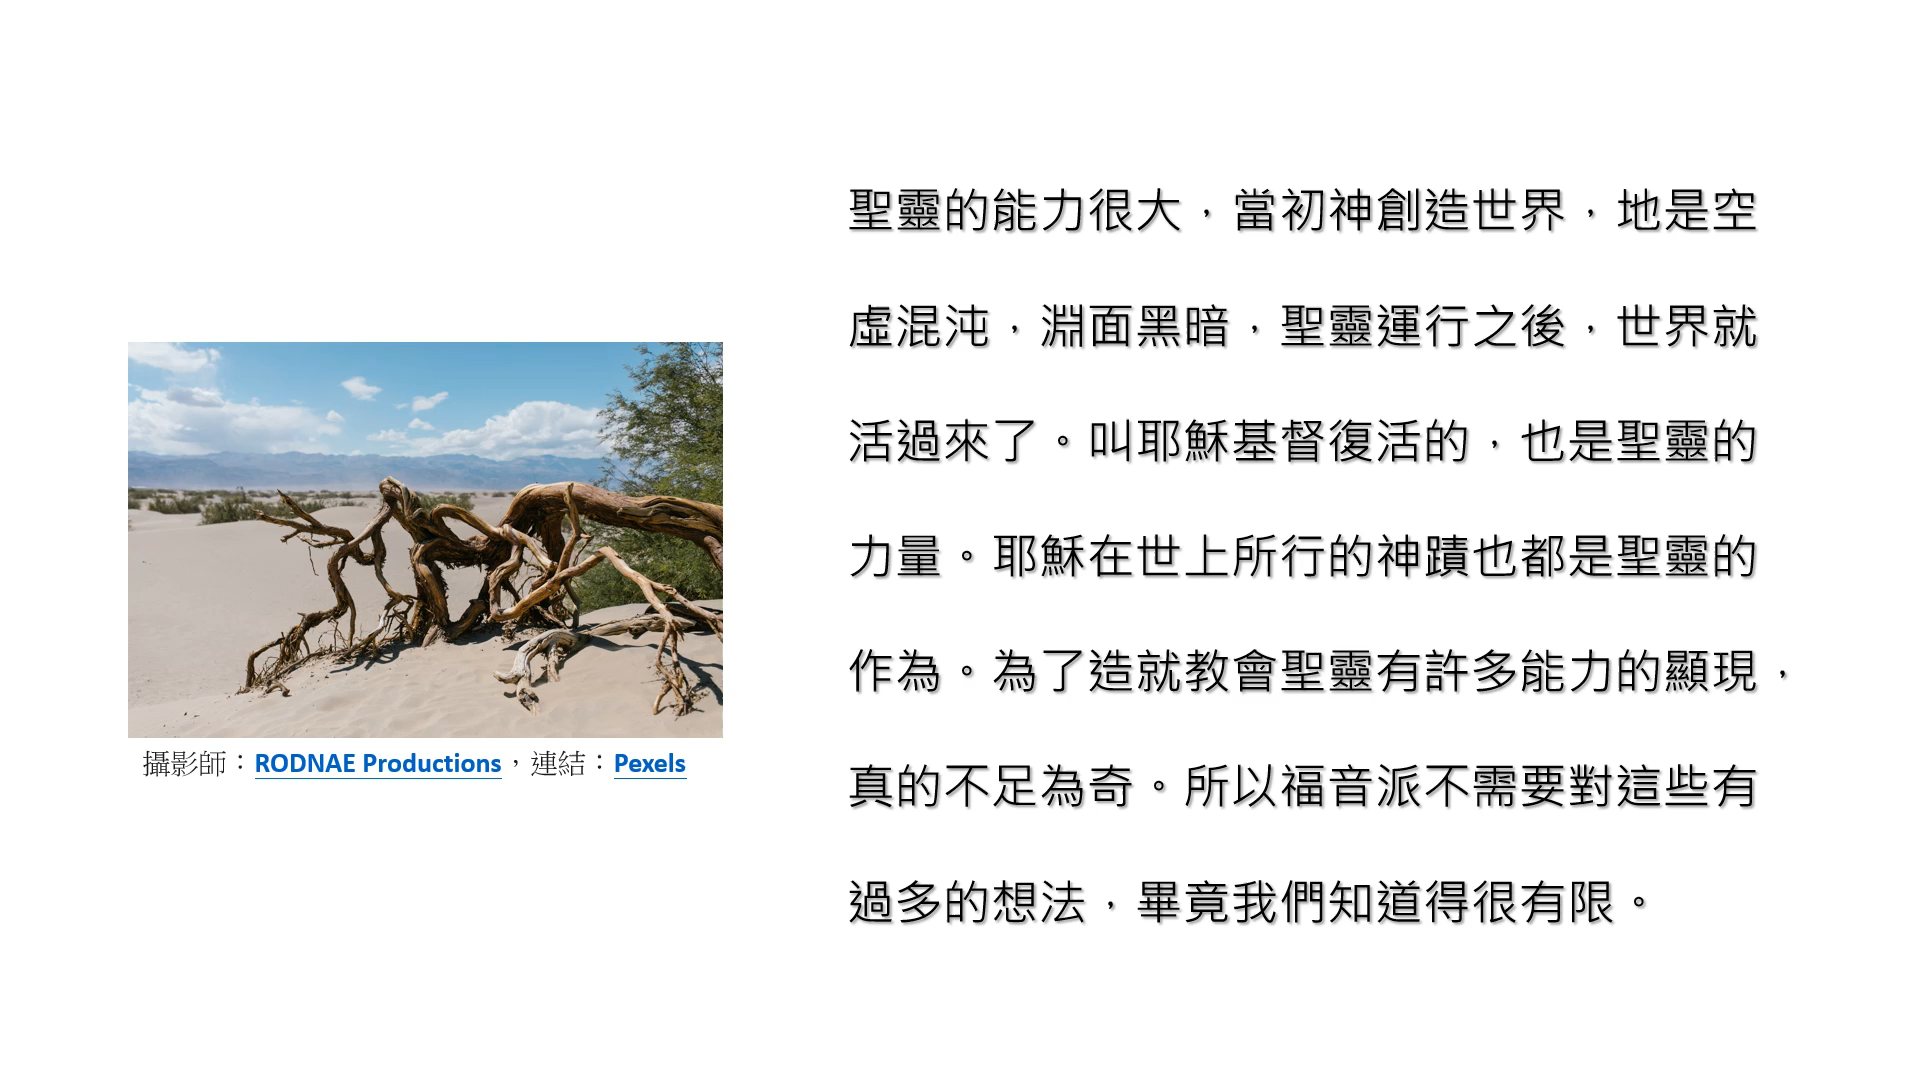 聖靈的能力很大，當初神創造世界，地是空
虛混沌，淵面黑暗，聖靈運行之後，世界就
活過來了。叫耶穌基督復活的，也是聖靈的
力量。耶穌在世上所行的神蹟也都是聖靈的
作為。為了造就教會聖靈有許多能力的顯現，
真的不足為奇。所以福音派不需要對這些有
過多的想法，畢竟我們知道得很有限。
攝影師：RODNAE Productions，連結：Pexels